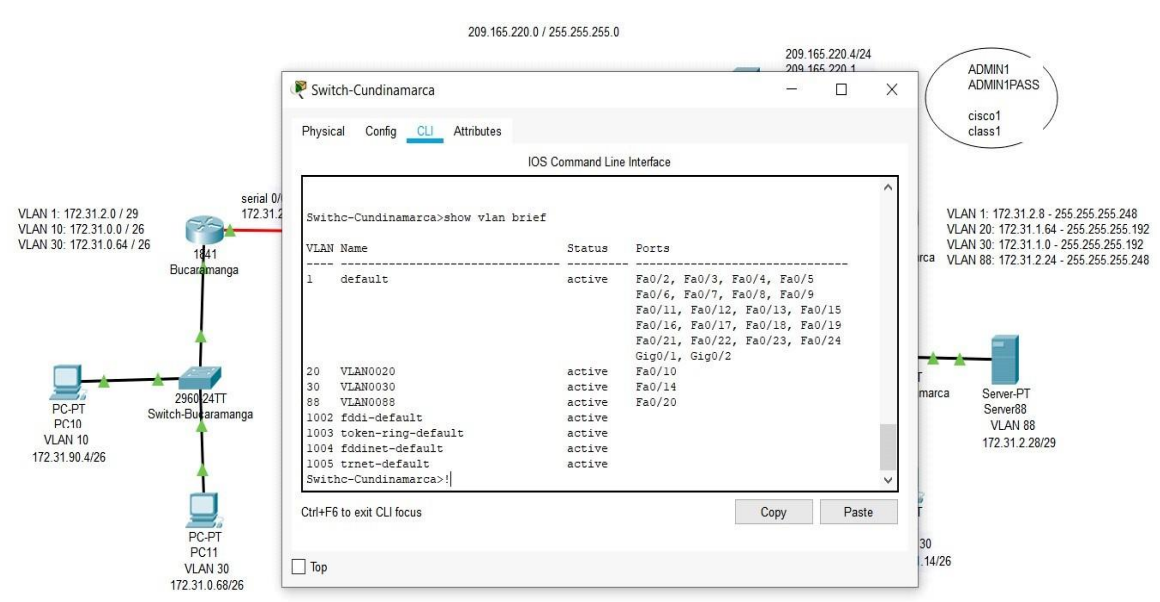 209.165.220.0 / 255.255.255.0
209.165.220.4/24
209.165.220.1
ADMIN1
ADMIN1PASS
cisco1
class1
Switch-Cundinamarca
Physical Config CLI Attributes
IOS Command Line Interface
Swithc-Cundinamarca>show vlan brief
VLAN Name Status Ports
---- -------------------------------- --------- -------------------------------
1 default active Fa0/2, Fa0/3, Fa0/4, Fa0/5
Fa0/6, Fa0/7, Fa0/8, Fa0/9
Fa0/11, Fa0/12, Fa0/13, Fa0/15
Fa0/16, Fa0/17, Fa0/18, Fa0/19
Fa0/21, Fa0/22, Fa0/23, Fa0/24
Gig0/1, Gig0/2
20 VLAN0020 active Fa0/10
30 VLAN0030 active Fa0/14
88 VLAN0088 active Fa0/20
1002 fddi-default active
1003 token-ring-default active
1004 fddinet-default active
1005 trnet-default active
Swithc-Cundinamarca>!
Ctrl+F6 to exit CLI focus
Copy Paste
Top
VLAN 1: 172.31.2.0 / 29
VLAN 10: 172.31.0.0 / 26
VLAN 30: 172.31.0.64 / 26
serial 0/
172.31.2
1841
Bucaramanga
2960-24TT
Switch-Bucaramanga
PC-PT
PC10
VLAN 10
172.31.90.4/26
PC-PT
PC11
VLAN 30
172.31.0.68/26
VLAN 1: 172.31.2.8 - 255.255.255.248
VLAN 20: 172.31.1.64 - 255.255.255.192
VLAN 30: 172.31.1.0 - 255.255.255.192
VLAN 88: 172.31.2.24 - 255.255.255.248
rca
marca
Server-PT
Server88
VLAN 88
172.31.2.28/29
30
.14/26